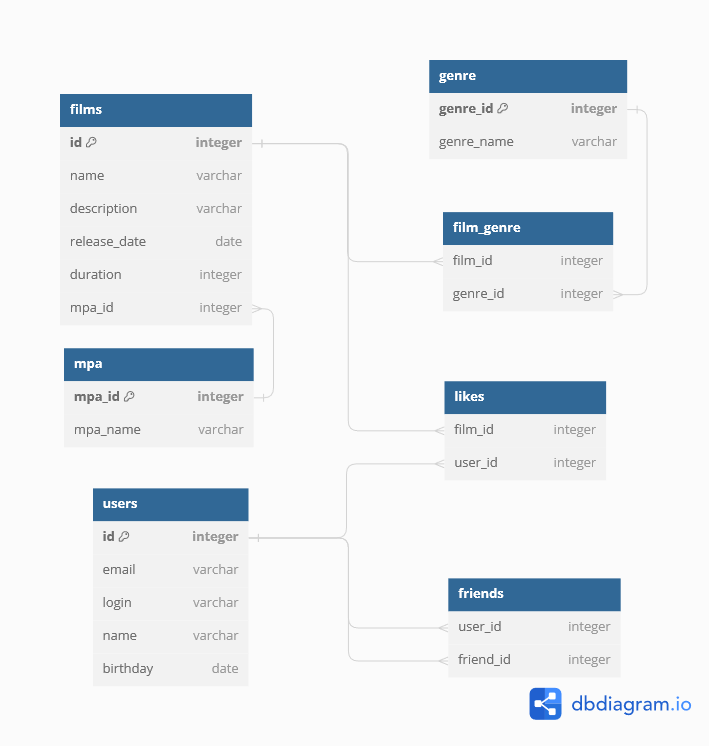 films
id integer
name varchar
description varchar
release_date date
duration integer
mpa_id integer
mpa
mpa_id integer
mpa_name varchar
users
id integer
email varchar
login varchar
name varchar
birthday date
genre
genre_id integer
genre_name varchar
film_genre
film_id integer
genre_id integer
likes
film_id integer
user_id integer
friends
user_id integer
friend_id integer
dbdiagram.io